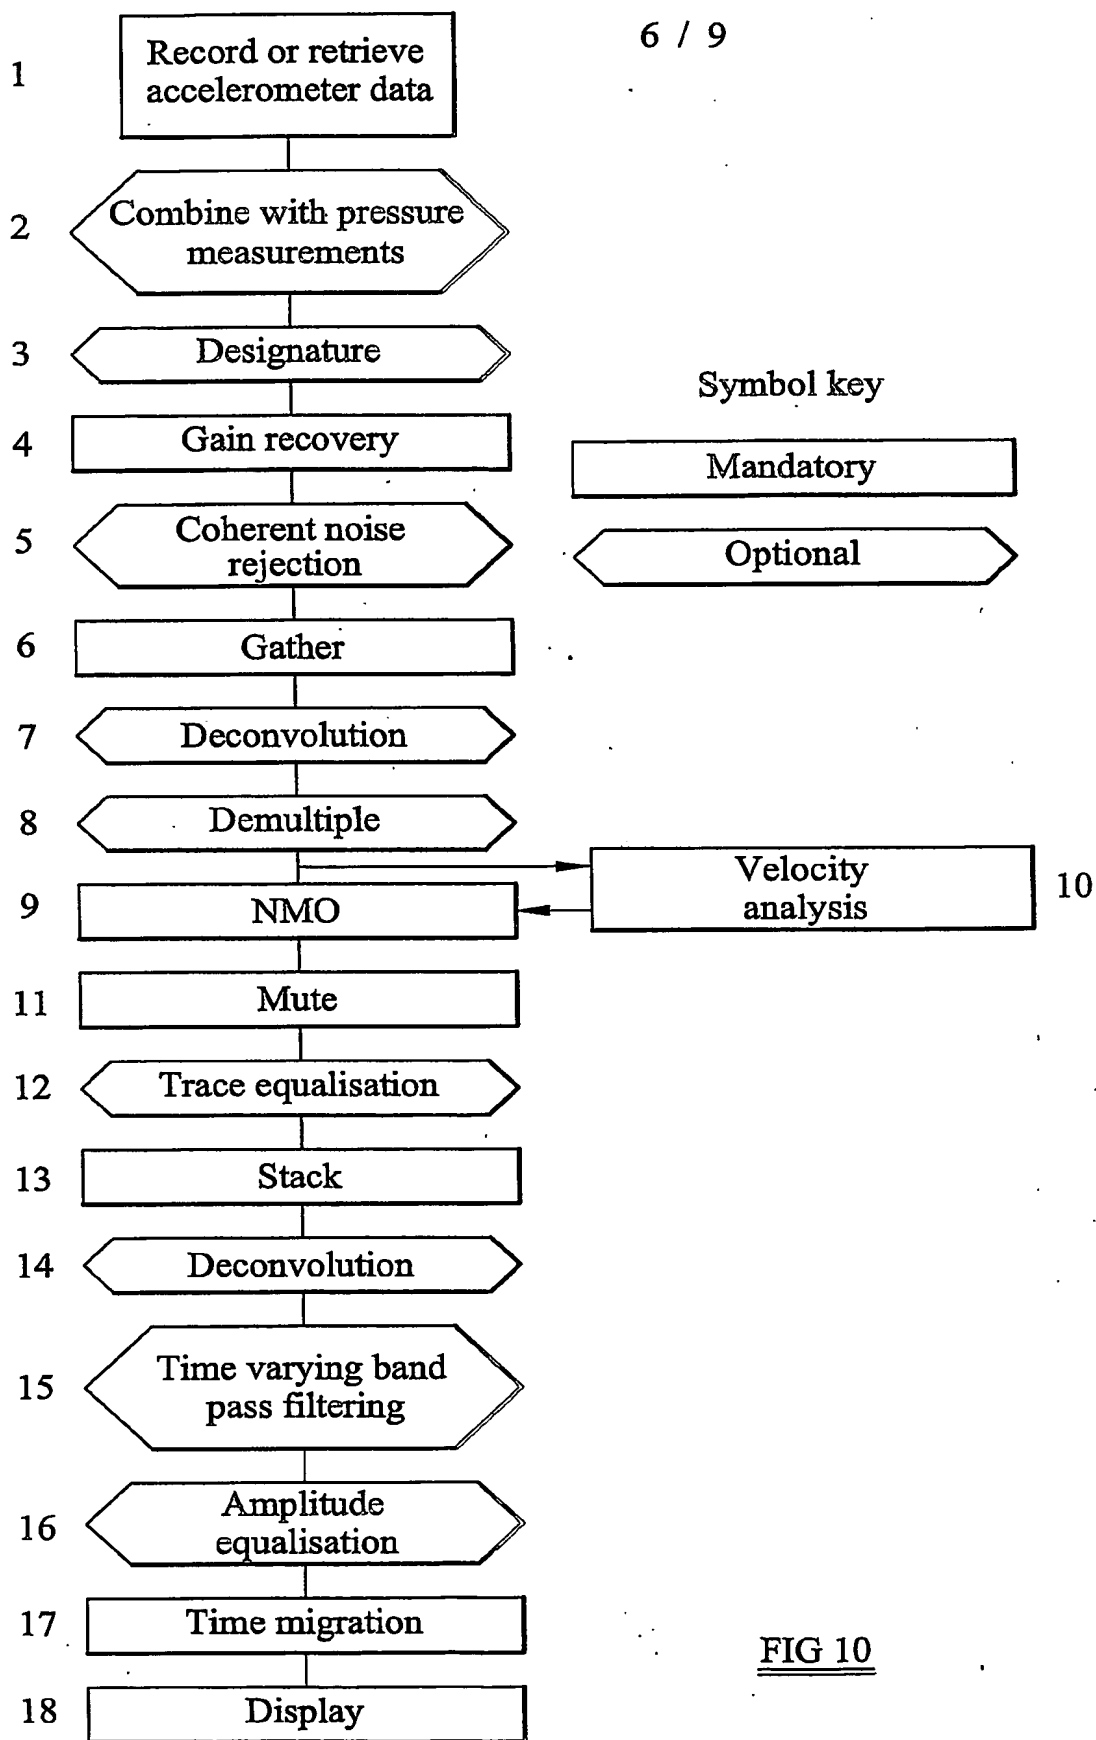 6 / 9
1
Record or retrieve
accelerometer data
2
Combine with pressure
measurements
3
Designature
Symbol key
4
Gain recovery
Mandatory
5
Coherent noise
rejection
Optional
6
Gather
7
Deconvolution
8
Demultiple
Velocity
analysis
10
9
NMO
11
Mute
12
Trace equalisation
13
Stack
14
Deconvolution
15
Time varying band
pass filtering
16
Amplitude
equalisation
17
Time migration
FIG 10
18
Display